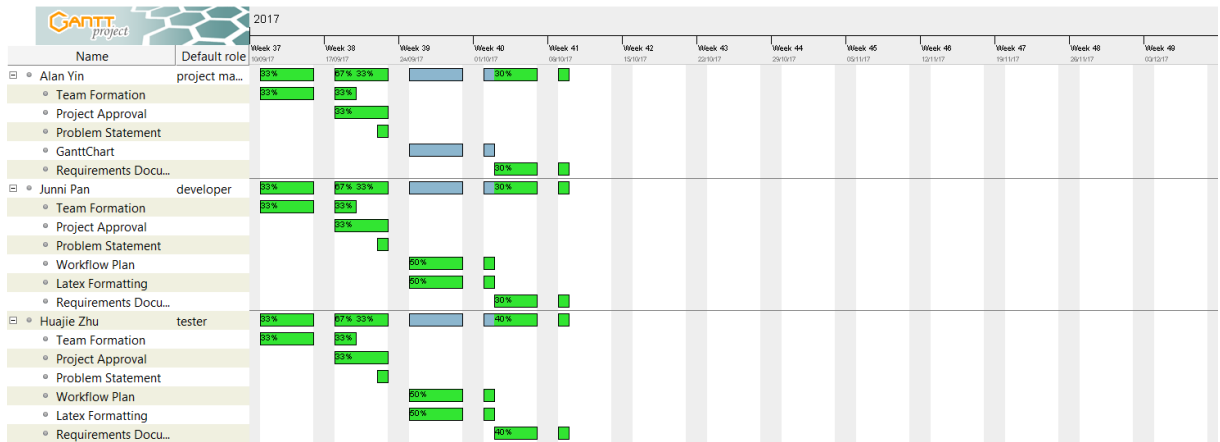 GANTT project
2017
Name Default role
Week 37 Week 38 Week 39 Week 40 Week 41 Week 42 Week 43 Week 44 Week 45 Week 46 Week 47 Week 48 Week 49
10/09/17 17/09/17 24/09/17 01/10/17 08/10/17 15/10/17 22/10/17 29/10/17 05/11/17 12/11/17 19/11/17 26/11/17 03/12/17
Alan Yin project ma... 33% 67% 33% 30%
Team Formation 33% 33%
Project Approval 33%
Problem Statement
GanttChart
Requirements Docu... 30%
Junni Pan developer 33% 67% 33% 30%
Team Formation 33% 33%
Project Approval 33%
Problem Statement
Workflow Plan 50%
Latex Formatting 50%
Requirements Docu... 30%
Huajie Zhu tester 33% 67% 33% 40%
Team Formation 33% 33%
Project Approval 33%
Problem Statement
Workflow Plan 50%
Latex Formatting 50%
Requirements Docu... 40%